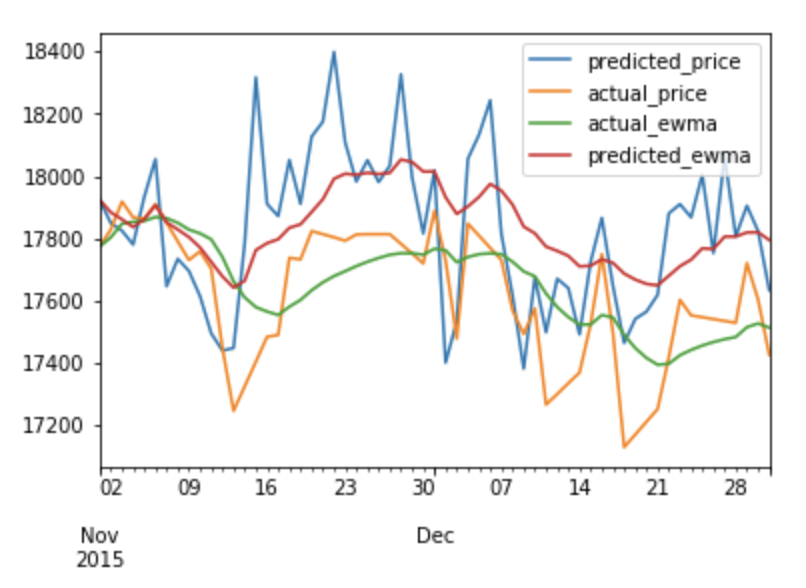 18400
18200
18000
17800
17600
17400
17200
predicted_price
actual_price
actual_ewma
predicted_ewma
02 09 16 23 30 07 14 21 28
Nov Dec
2015